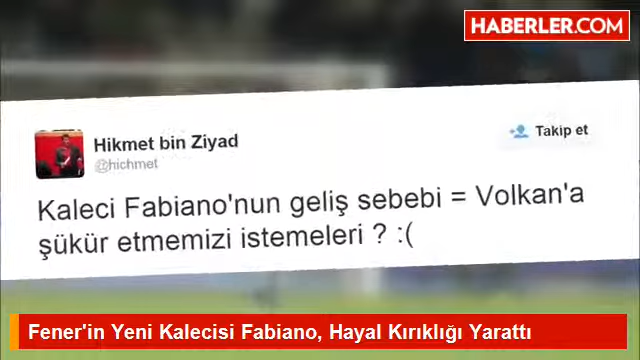 HABERLER.COM
Hikmet bin Ziyad
@hichmet
Takip et
Kaleci Fabiano'nun geliş sebebi = Volkan'a
şükür etmemizi istemeleri ? :(
Fener'in Yeni Kalecisi Fabiano, Hayal Kırıklığı Yarattı